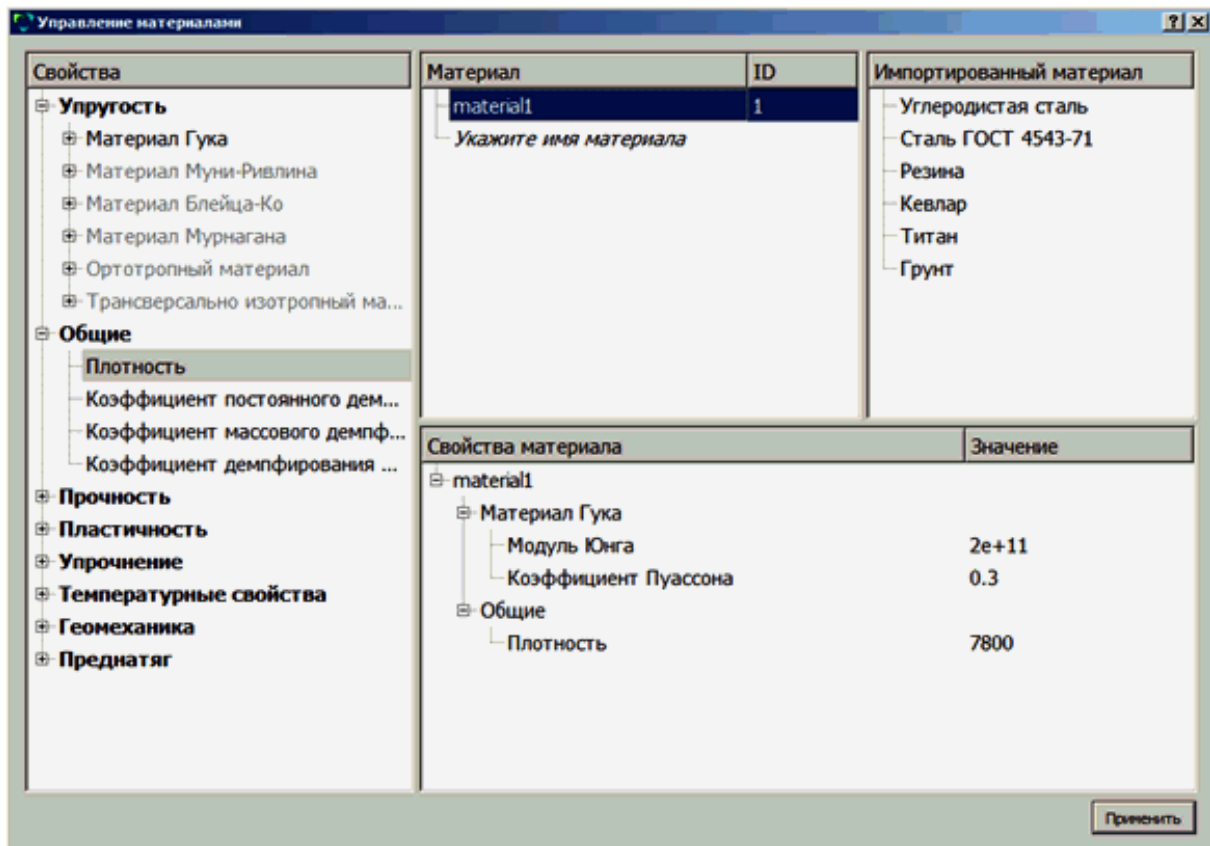 Управление материалами
Свойства
Упругость
Материал Гука
Материал Муни-Ривлина
Материал Блейца-Ко
Материал Мурнагана
Ортотропный материал
Трансверсально изотропный ма...
Общие
Плотность
Коэффициент постоянного дем...
Коэффициент массового демпф...
Коэффициент демпфирования ...
Прочность
Пластичность
Упрочнение
Температурные свойства
Геомеханика
Преднатяг
Материал ID
material1 1
Укажите имя материала
Импортированный материал
Углеродистая сталь
Сталь ГОСТ 4543-71
Резина
Кевлар
Титан
Грунт
Свойства материала Значение
material1
Материал Гука
Модуль Юнга 2e+11
Коэффициент Пуассона 0.3
Общие
Плотность 7800
Применить